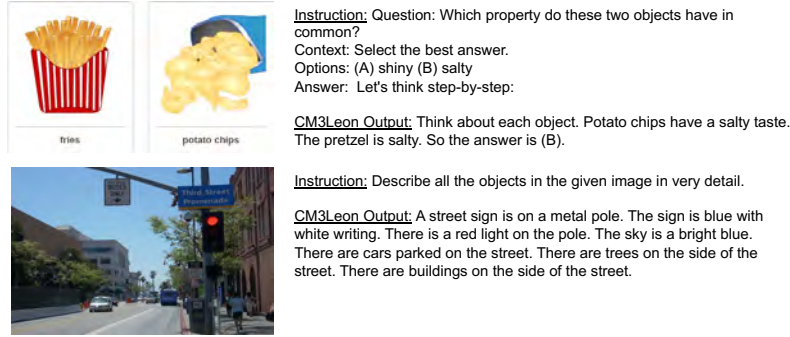 fries
potato chips
Instruction: Question: Which property do these two objects have in
common?
Context: Select the best answer.
Options: (A) shiny (B) salty
Answer:  Let's think step-by-step:
CM3Leon Output: Think about each object. Potato chips have a salty taste.
The pretzel is salty. So the answer is (B).
Third Street
Promenade
Instruction: Describe all the objects in the given image in very detail.
CM3Leon Output: A street sign is on a metal pole. The sign is blue with
white writing. There is a red light on the pole. The sky is a bright blue.
There are cars parked on the street. There are trees on the side of the
street. There are buildings on the side of the street.